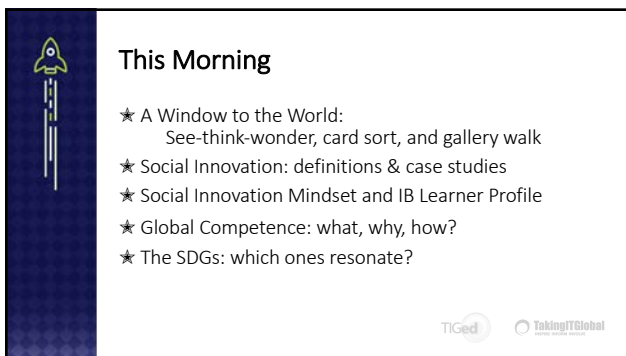 This Morning
✭ A Window to the World:
See-think-wonder, card sort, and gallery walk
✭ Social Innovation: definitions & case studies
✭ Social Innovation Mindset and IB Learner Profile
✭ Global Competence: what, why, how?
✭ The SDGs: which ones resonate?
TIGed
TakingITGlobal